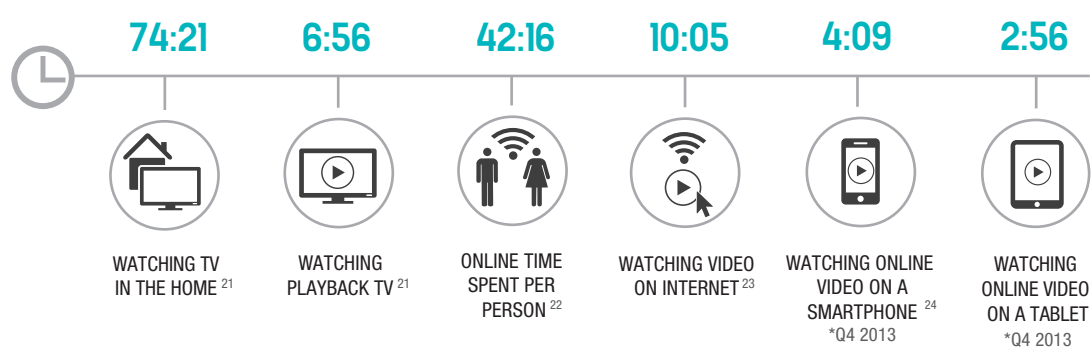 74:21
6:56
42:16
10:05
4:09
2:56
WATCHING TV
IN THE HOME 21
WATCHING
PLAYBACK TV 21
ONLINE TIME
SPENT PER
PERSON 22
WATCHING VIDEO
ON INTERNET 23
WATCHING ONLINE
VIDEO ON A
SMARTPHONE 24
*Q4 2013
WATCHING
ONLINE VIDEO
ON A TABLET
*Q4 2013